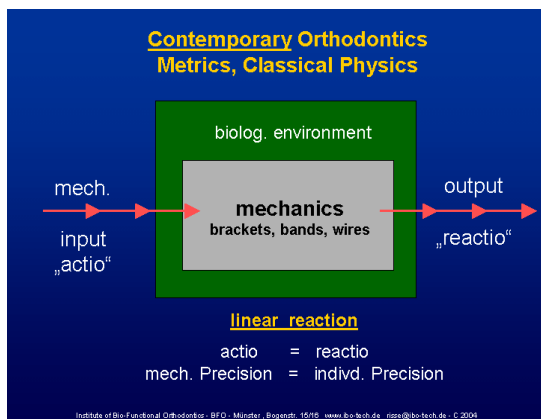 Contemporary Orthodontics
Metrics, Classical Physics
biolog. environment
mech.
output
mechanics
brackets, bands, wires
input
„actio“
„reactio“
linear reaction
actio = reactio
mech. Precision = indivd. Precision
Institute of Bio-Functional Orthodontics - BFO - Münster , Bogenstr. 15/16 www.ibo-tech.de risse@ibo-tech.de - C 2004